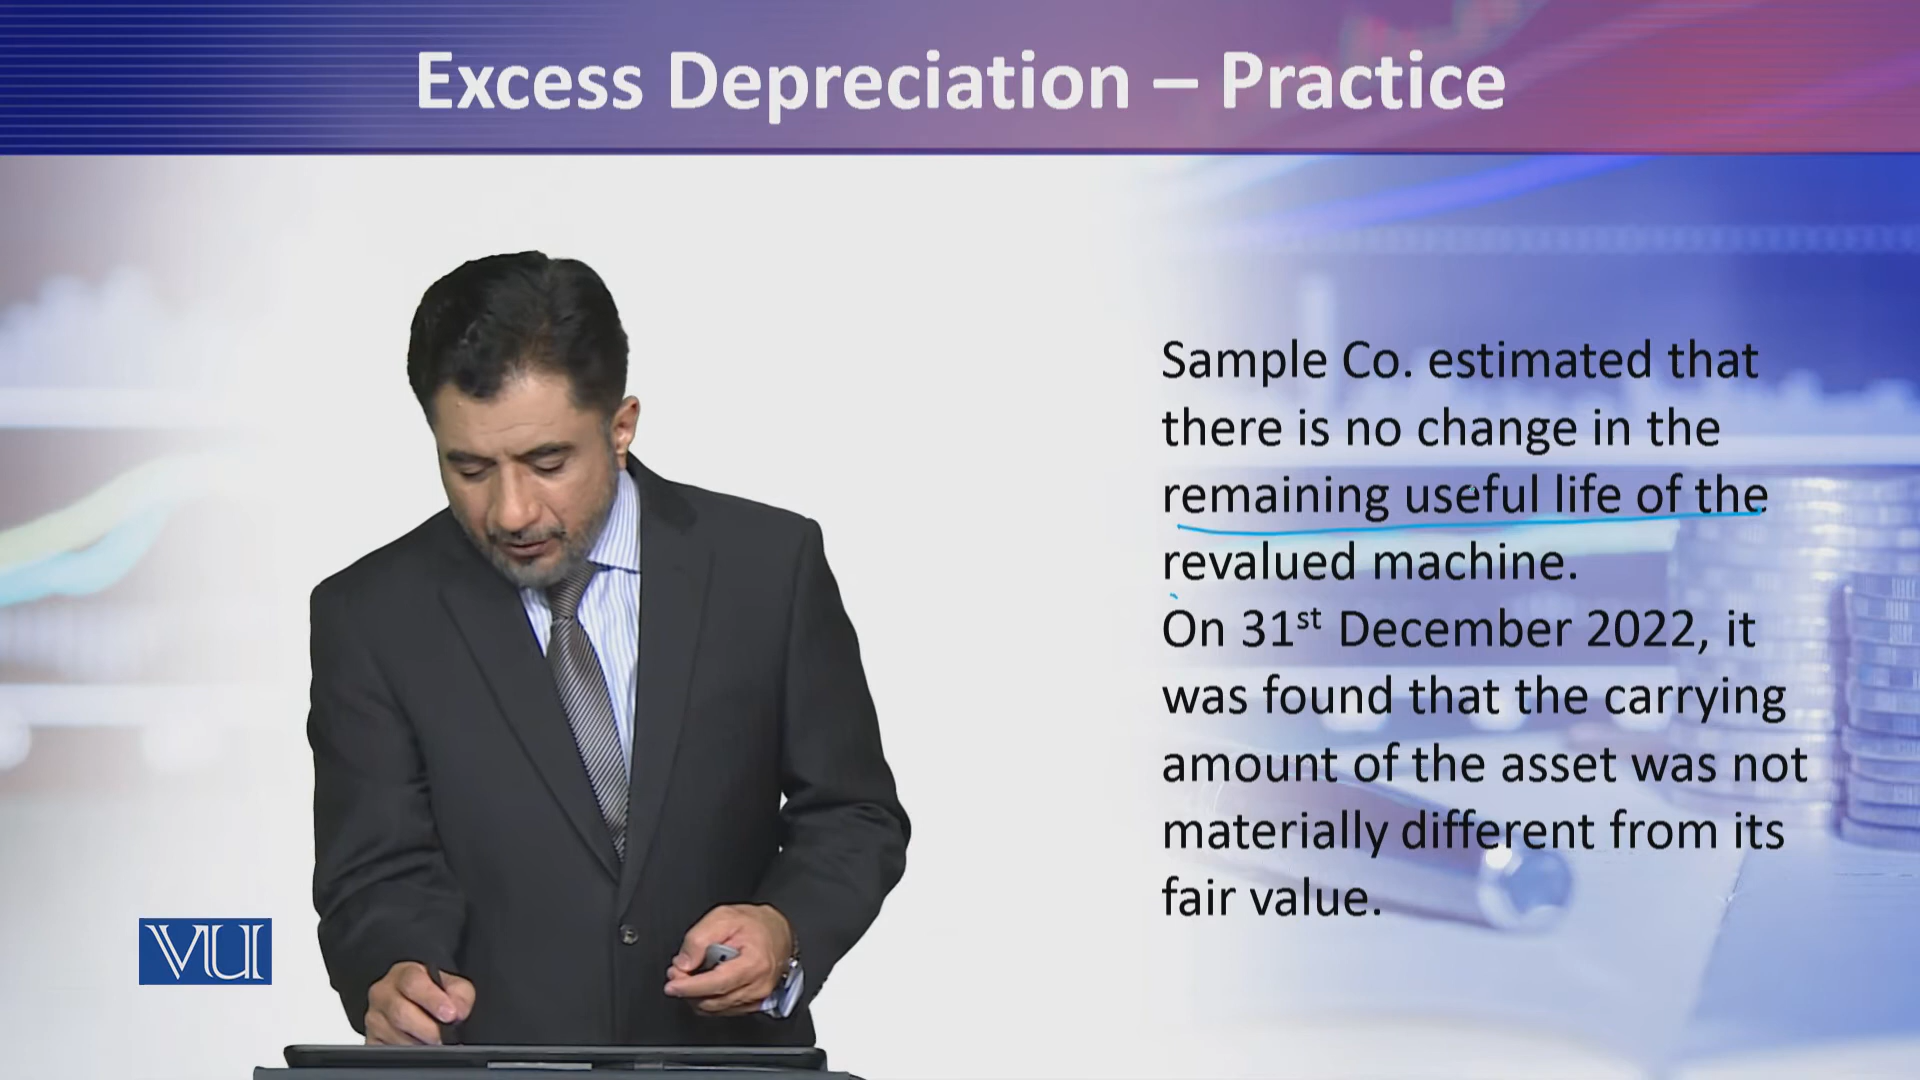 Excess Depreciation – Practice
Sample Co. estimated that
there is no change in the
remaining useful life of the
revalued machine.
On 31st December 2022, it
was found that the carrying
amount of the asset was not
materially different from its
fair value.
VU